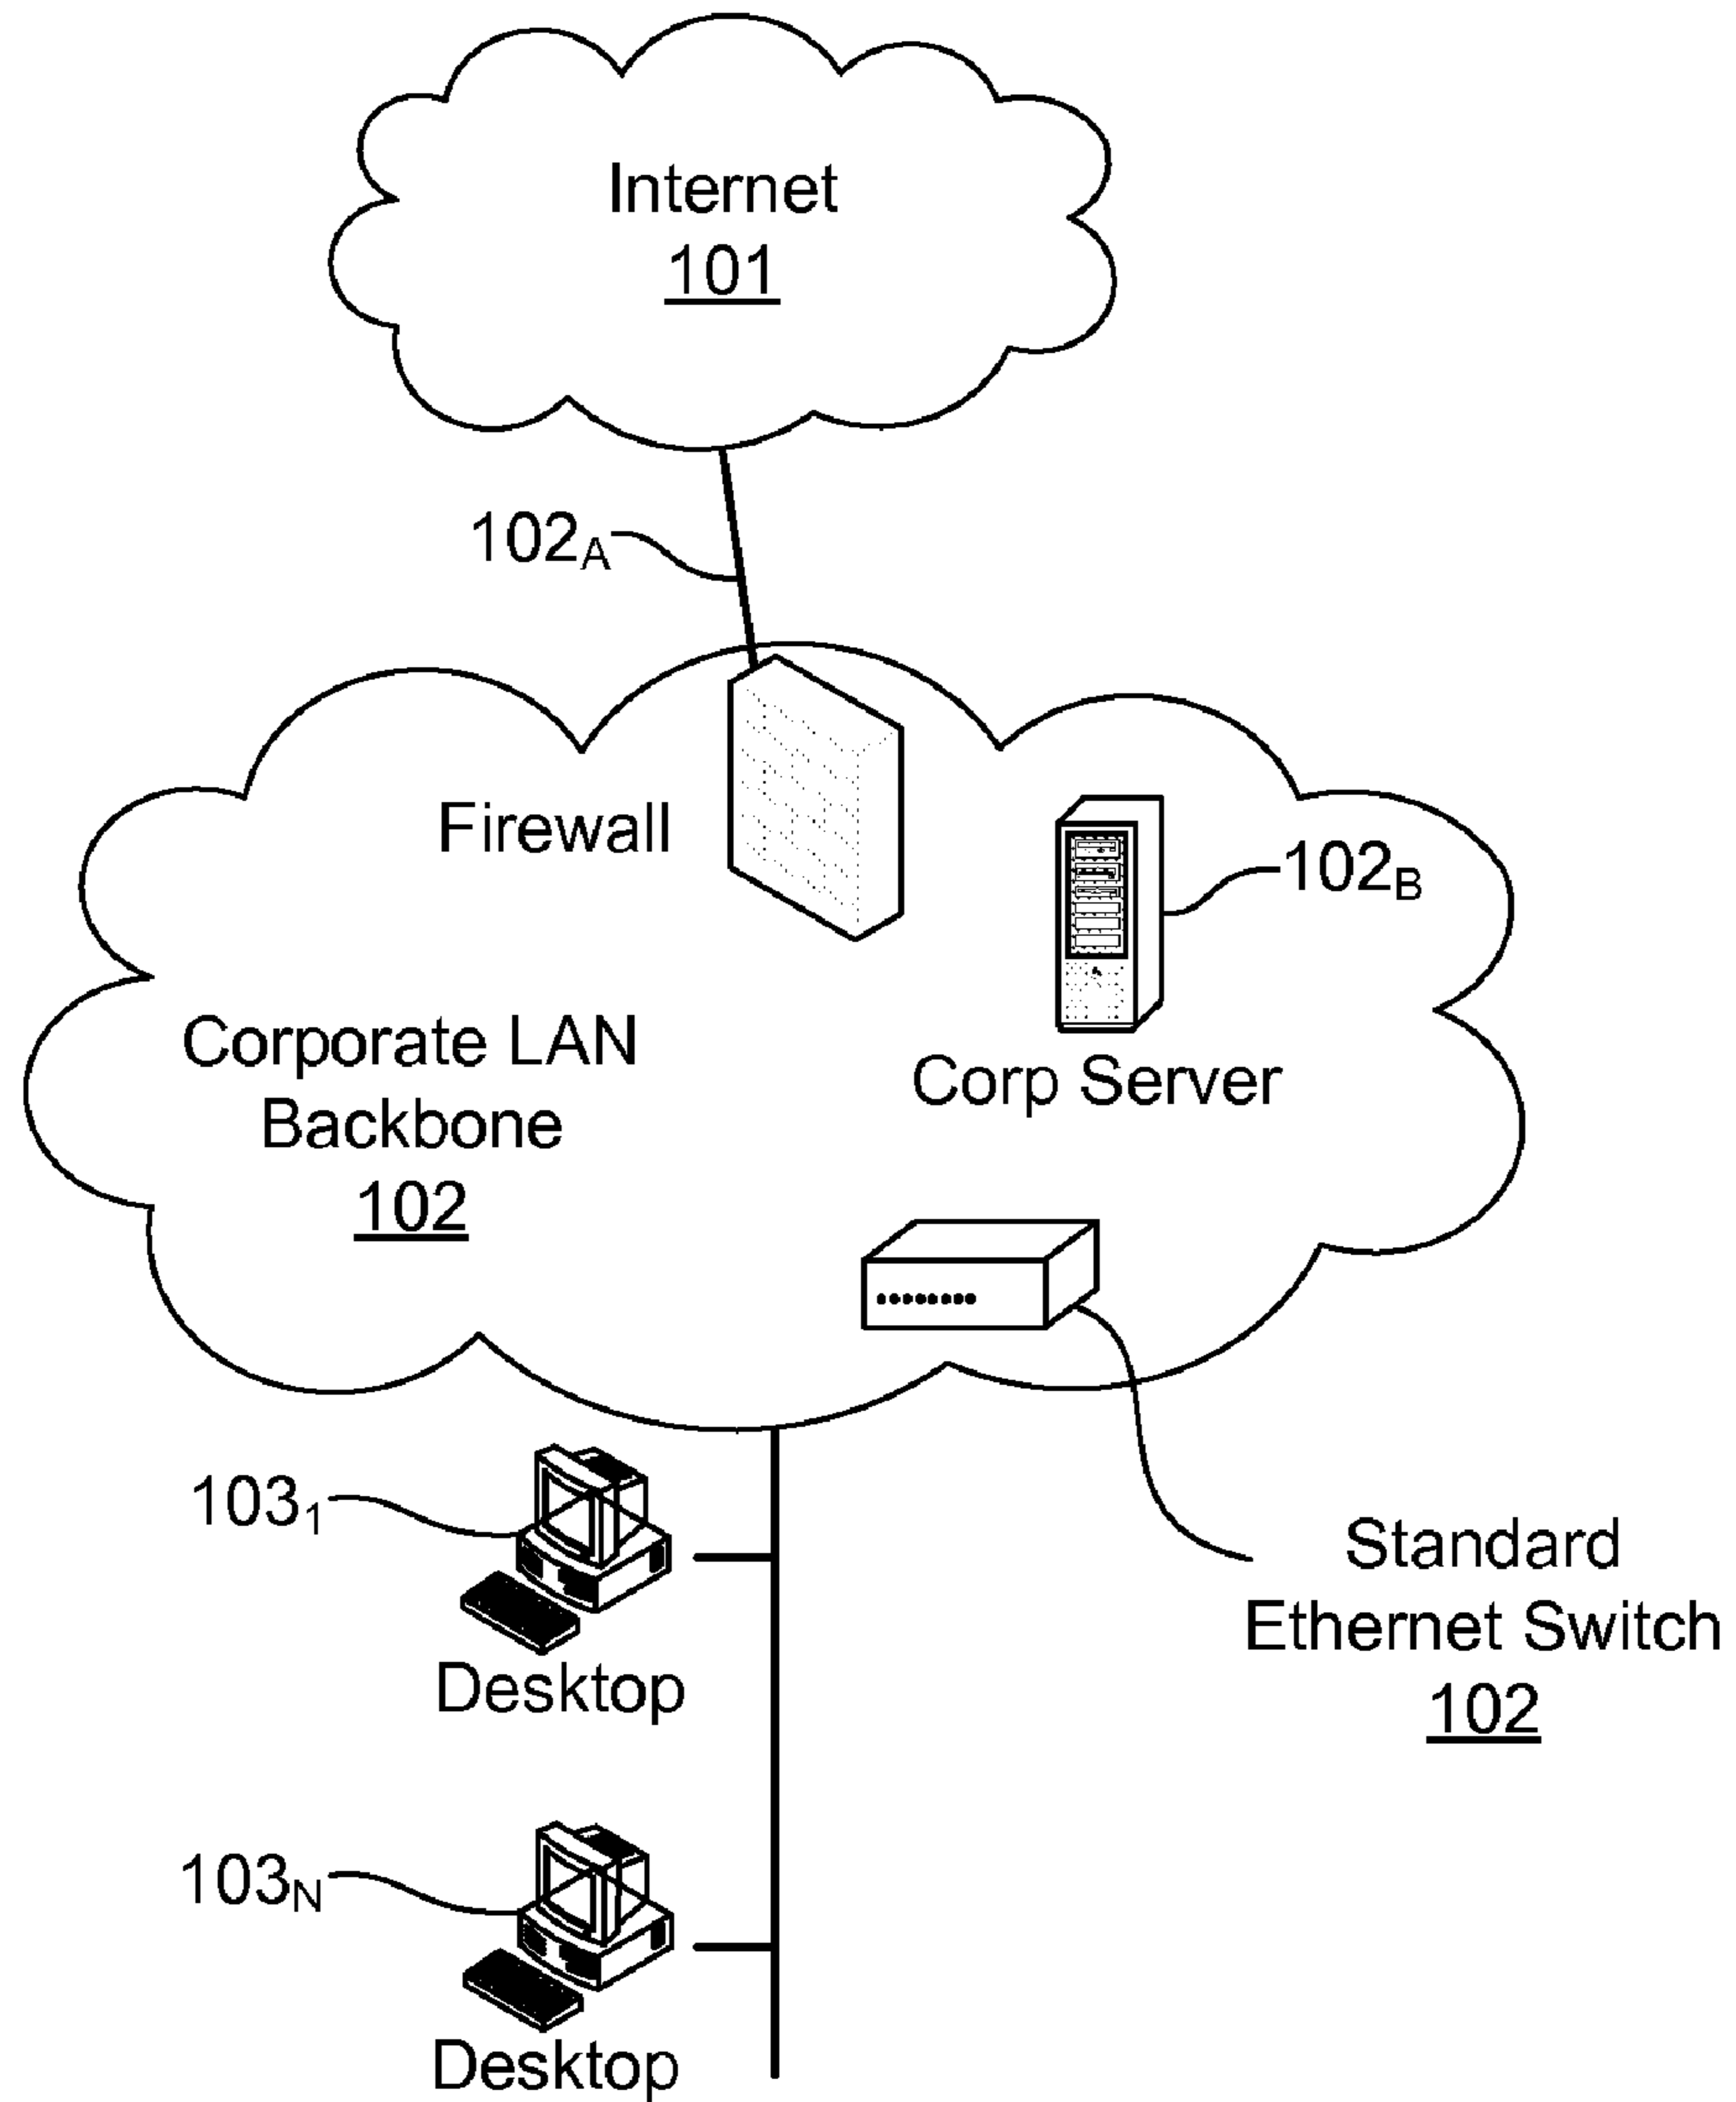 Internet
101
102A
Firewall
102B
Corporate LAN
Backbone
102
Corp Server
1031
Desktop
Standard
Ethernet Switch
102
103N
Desktop